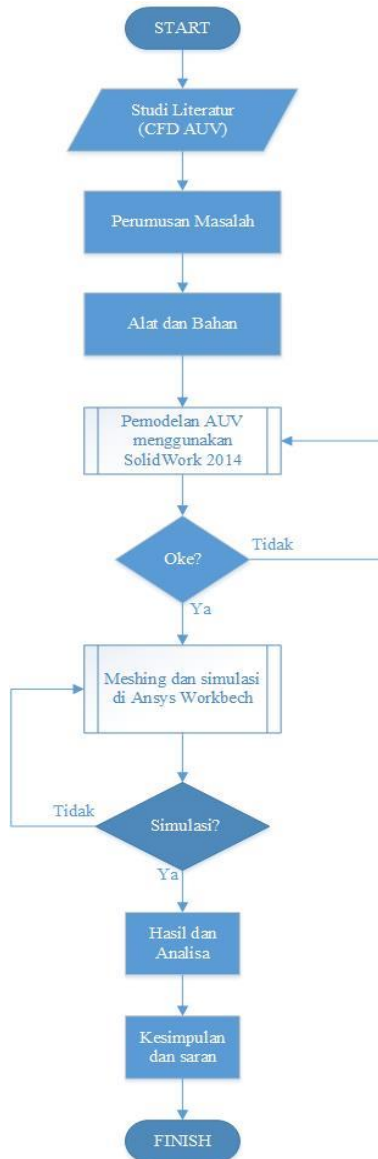 START
Studi Literatur
(CFD AUV)
Perumusan Masalah
Alat dan Bahan
Pemodelan AUV
menggunakan
SolidWork 2014
Oke?
Tidak
Ya
Meshing dan simulasi
di Ansys Workbech
Tidak
Simulasi?
Ya
Hasil dan
Analisa
Kesimpulan
dan saran
FINISH